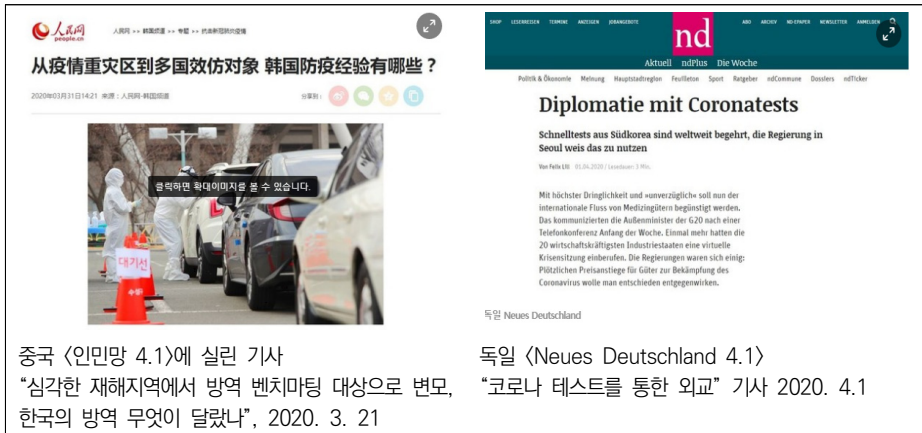 人民网
people.cn
人民网 >> 韩国频道 >> 专题 >> 抗击新冠肺炎疫情
从疫情重灾区到多国效仿对象 韩国防疫经验有哪些？
2020年03月31日14:21 来源：人民网-韩国频道
分享到：
클릭하면 확대이미지를 볼 수 있습니다.
대기선
중국 〈인민망 4.1〉에 실린 기사
“심각한 재해지역에서 방역 벤치마팅 대상으로 변모,
한국의 방역 무엇이 달랐나”, 2020. 3. 21
SHOP LESERREISEN TERMINE ANZEIGEN JOBANGEBOTE
ABO ARCHIV ND-EPAPER NEWSLETTER ANMELDEN
nd
Aktuell ndPlus Die Woche
Politik & Ökonomie Meinung Hauptstadtregion Feuilleton Sport Ratgeber ndCommune Dossiers ndTicker
Diplomatie mit Coronatests
Schnelltests aus Südkorea sind weltweit begehrt, die Regierung in
Seoul weis das zu nutzen
Von Felix Lill 01.04.2020 / Lesedauer: 3 Min.
Mit höchster Dringlichkeit und »unverzüglich« soll nun der
internationale Fluss von Medizingütern begünstigt werden.
Das kommunizierten die Außenminister der G20 nach einer
Telefonkonferenz Anfang der Woche. Einmal mehr hatten die
20 wirtschaftskräftigsten Industriestaaten eine virtuelle
Krisensitzung einberufen. Die Regierungen waren sich einig:
Plötzlichen Preisanstiege für Güter zur Bekämpfung des
Coronavirus wolle man entschieden entgegenwirken.
독일 Neues Deutschland
독일 〈Neues Deutschland 4.1〉
“코로나 테스트를 통한 외교” 기사 2020. 4.1